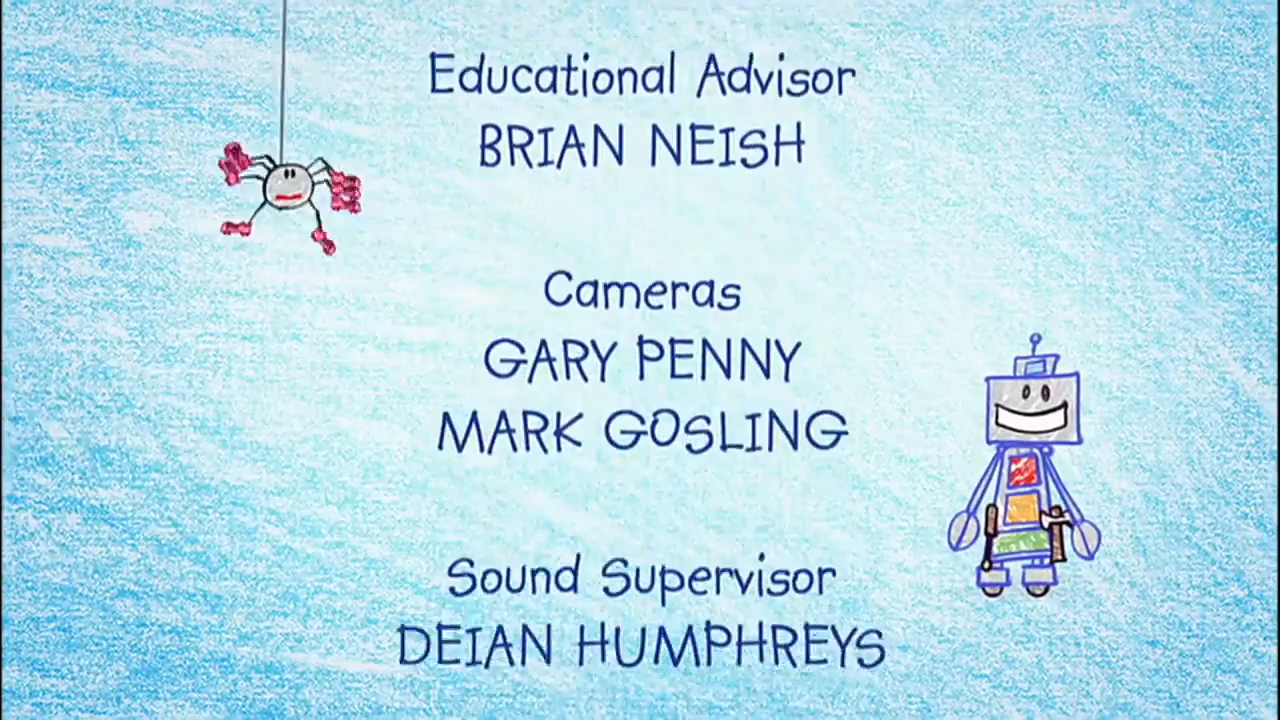 Educational Advisor
BRIAN NEISH
Cameras
GARY PENNY
MARK GOSLING
Sound Supervisor
DEIAN HUMPHREYS